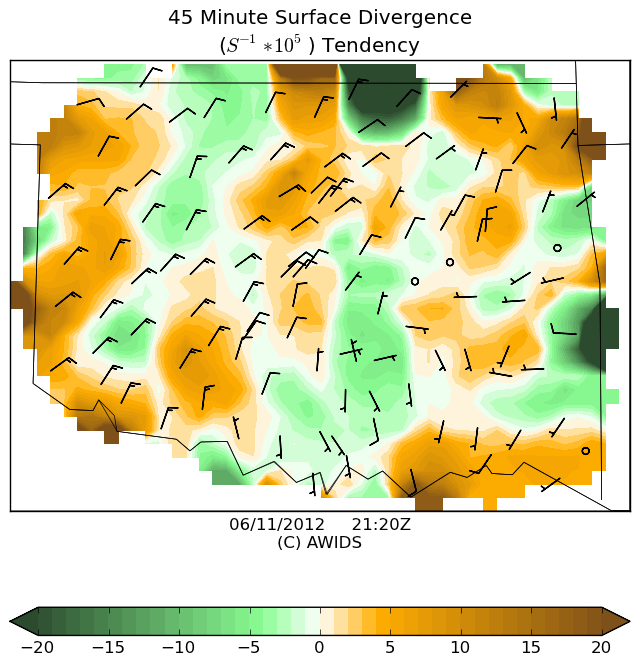 45 Minute Surface Divergence
(S⁻¹ *10⁵ ) Tendency
06/11/2012 21:20Z
(C) AWIDS
−20 −15 −10 −5 0 5 10 15 20